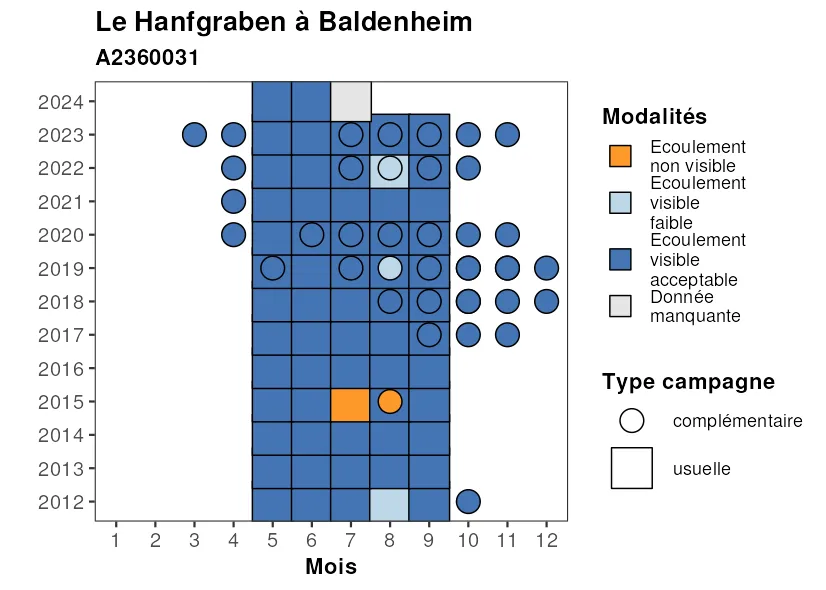 Le Hanfgraben à Baldenheim
A2360031
2024
2023
2022
2021
2020
2019
2018
2017
2016
2015
2014
2013
2012
1 2 3 4 5 6 7 8 9 10 11 12
Mois
Modalités
Ecoulement
non visible
Ecoulement
visible
faible
Ecoulement
visible
acceptable
Donnée
manquante
Type campagne
complémentaire
usuelle